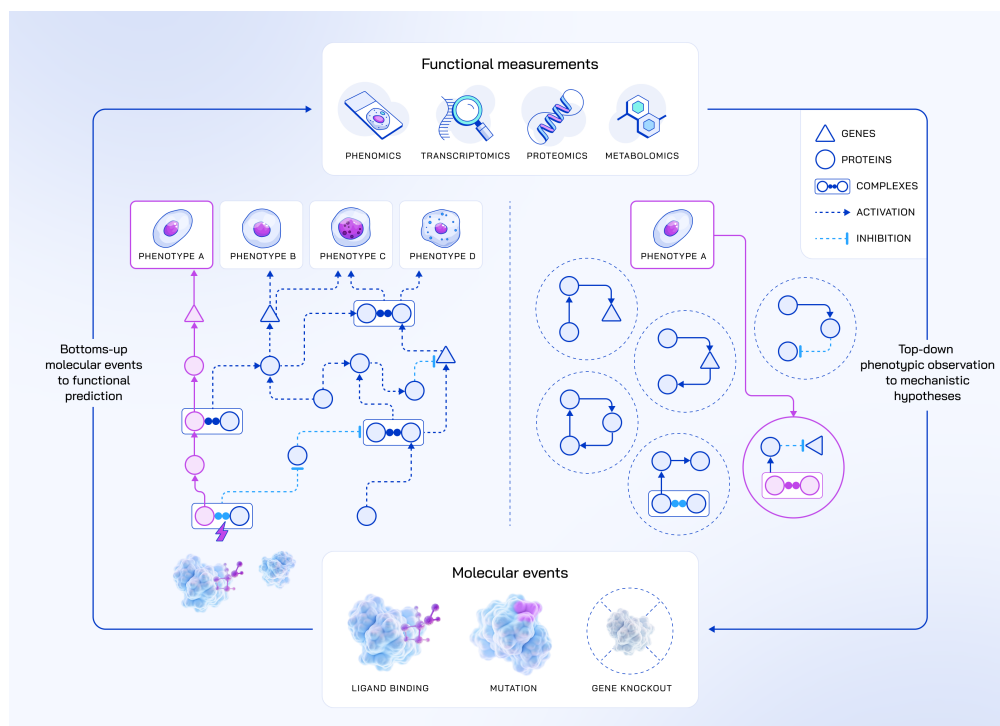 Functional measurements
PHENOMICS
TRANSCRIPTOMICS
PROTEOMICS
METABOLOMICS
GENES
PROTEINS
COMPLEXES
ACTIVATION
INHIBITION
PHENOTYPE A
PHENOTYPE B
PHENOTYPE C
PHENOTYPE D
PHENOTYPE A
Bottoms-up
molecular events
to functional
prediction
Top-down
phenotypic observation
to mechanistic
hypotheses
Molecular events
LIGAND BINDING
MUTATION
GENE KNOCKOUT